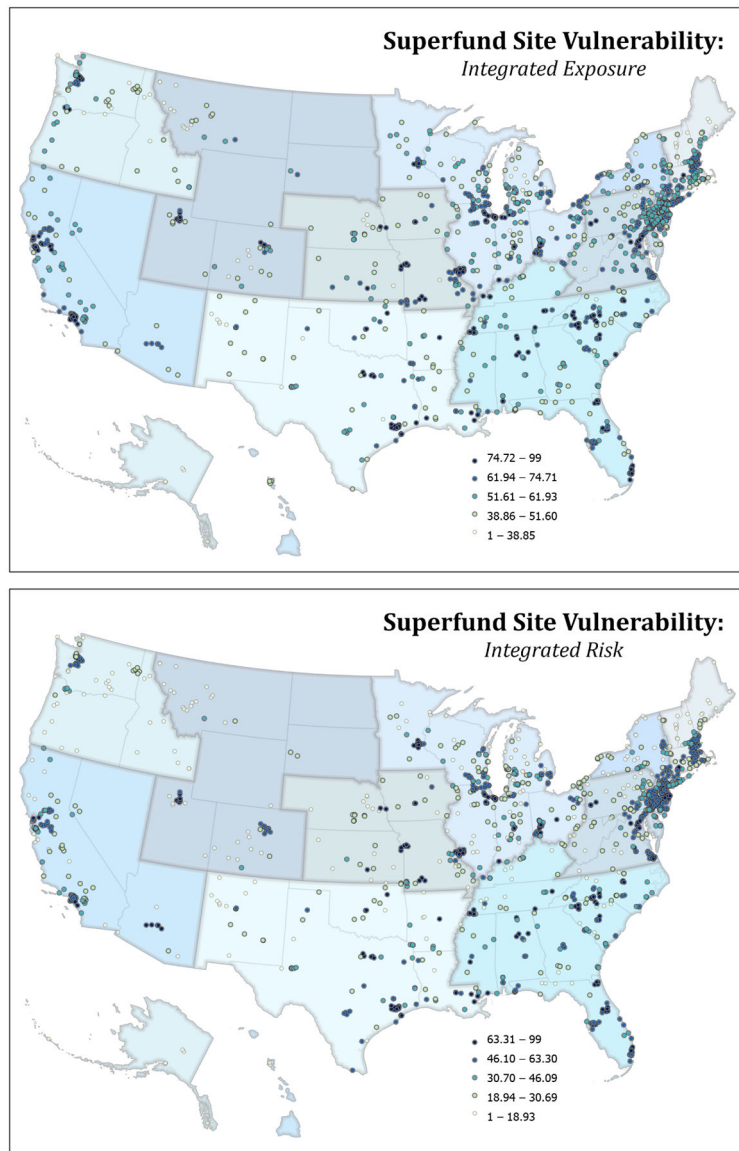 Superfund Site Vulnerability:
Integrated Exposure
74.72 – 99
61.94 – 74.71
51.61 – 61.93
38.86 – 51.60
1 – 38.85
Superfund Site Vulnerability:
Integrated Risk
63.31 – 99
46.10 – 63.30
30.70 – 46.09
18.94 – 30.69
1 – 18.93